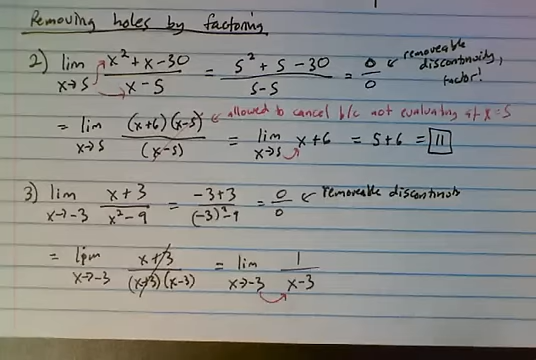 Removing holes by factoring
2) lim x→5 (x² + x - 30)/(x - 5) = (5² + 5 - 30)/(5 - 5) = 0/0 ← removeable discontinuity, factor!
= lim x→5 (x+6)(x-5)/(x-5) ← allowed to cancel b/c not evaluating at x=5
= lim x→5 x+6 = 5+6 = 11
3) lim x→-3 (x+3)/(x²-9) = (-3+3)/((-3)²-9) = 0/0 ← removeable discontinuity
= lim x→-3 (x+3)/((x+3)(x-3)) = lim x→-3 1/(x-3)